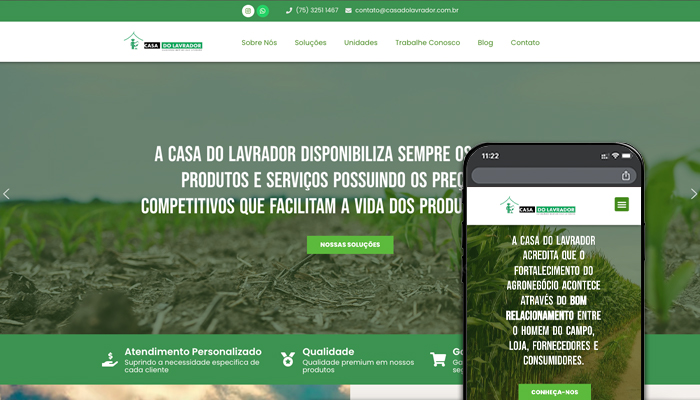 (75) 3251 1467 contato@casadolavrador.com.br
CASA DO LAVRADOR
Sobre Nós Soluções Unidades Trabalhe Conosco Blog Contato
A CASA DO LAVRADOR DISPONIBILIZA SEMPRE OS
PRODUTOS E SERVIÇOS POSSUINDO OS PREÇ
COMPETITIVOS QUE FACILITAM A VIDA DOS PRODU
NOSSAS SOLUÇÕES
Atendimento Personalizado
Suprindo a necessidade específica de
cada cliente
Qualidade
Qualidade premium em nossos
produtos
11:22
CASA DO LAVRADOR
A CASA DO LAVRADOR
ACREDITA QUE O
FORTALECIMENTO DO
AGRONEGÓCIO ACONTECE
ATRAVÉS DO BOM
RELACIONAMENTO ENTRE
O HOMEM DO CAMPO,
LOJA, FORNECEDORES E
CONSUMIDORES.
CONHEÇA-NOS